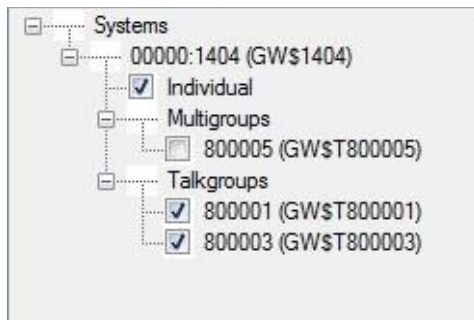 Systems
00000:1404 (GW$1404)
Individual
Multigroups
800005 (GW$T800005)
Talkgroups
800001 (GW$T800001)
800003 (GW$T800003)